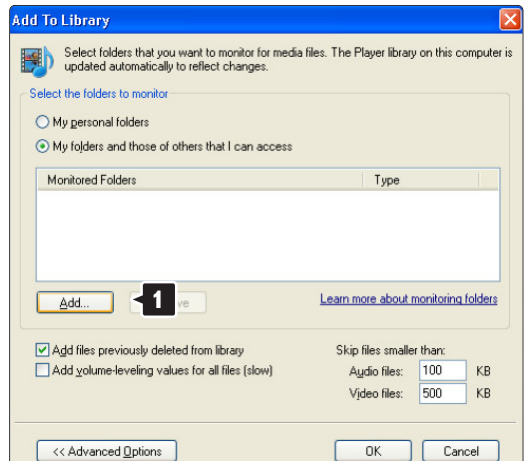 Add To Library
Select folders that you want to monitor for media files. The Player library on this computer is
updated automatically to reflect changes.
Select the folders to monitor
My personal folders
My folders and those of others that I can access
Monitored Folders Type
Add... 1 ve Learn more about monitoring folders
Add files previously deleted from library Skip files smaller than:
Add volume-leveling values for all files (slow) Audio files: 100 KB
Video files: 500 KB
<< Advanced Options OK Cancel